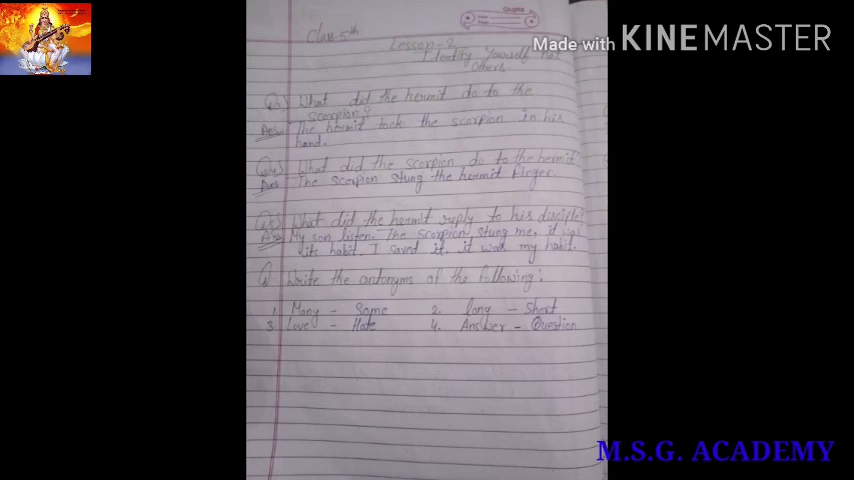 Gupta
Made with KINEMASTER
Class-5th
Lesson-2
Identify Yourself Not
Others
Q3) What did the hermit do to the
scorpion?
Ans The hermit took the scorpion in his
hand.
Q4) What did the scorpion do to the hermit
Ans The scorpion stung the hermit finger.
Q5) What did the hermit reply to his disciple?
Ans My son listen. The scorpion stung me, it was
its habit. I saved it, it was my habit.
Q Write the antonyms of the following:
1. Many - Some 2. long - Short
3. Love - Hate 4. Answer - Question
M.S.G. ACADEMY